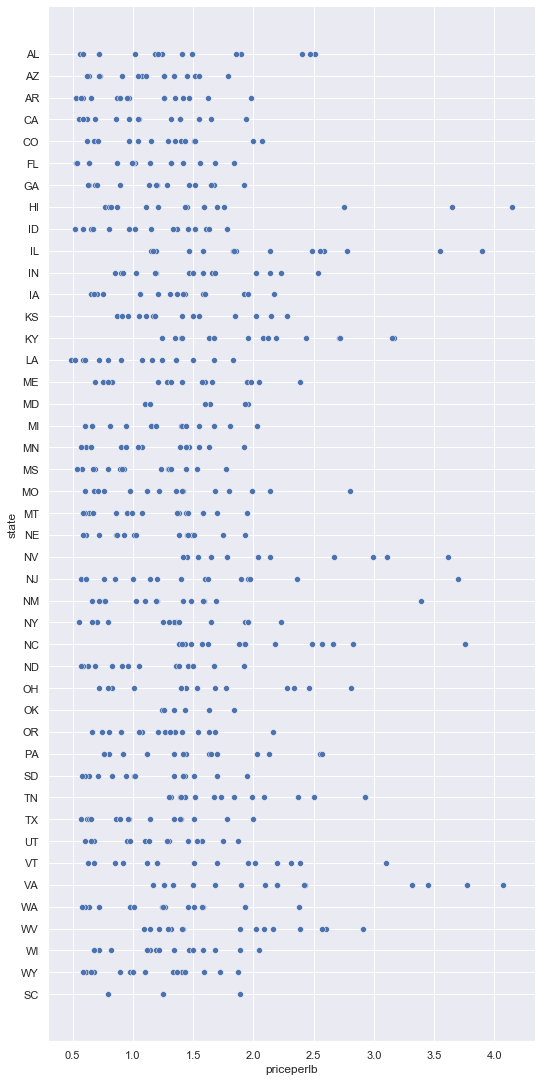 AL
AZ
AR
CA
CO
FL
GA
HI
ID
IL
IN
IA
KS
KY
LA
ME
MD
MI
MN
MS
MO
MT
NE
NV
NJ
NM
NY
NC
ND
OH
OK
OR
PA
SD
TN
TX
UT
VT
VA
WA
WV
WI
WY
SC
state
0.5 1.0 1.5 2.0 2.5 3.0 3.5 4.0
priceperlb